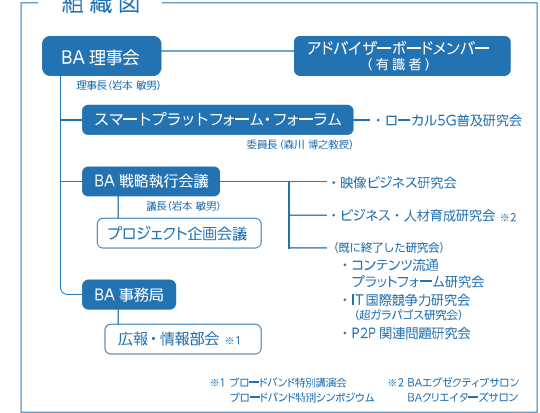 組織図
BA 理事会
アドバイザーボードメンバー
(有識者)
理事長(岩本 敏男)
スマートプラットフォーム・フォーラム
・ローカル5G普及研究会
委員長(森川 博之教授)
BA 戦略執行会議
・映像ビジネス研究会
議長(岩本 敏男)
・ビジネス・人材育成研究会 ※2
プロジェクト企画会議
(既に終了した研究会)
・コンテンツ流通
プラットフォーム研究会
BA 事務局
・IT国際競争力研究会
(超ガラパゴス研究会)
広報・情報部会 ※1
・P2P 関連問題研究会
※1 ブロードバンド特別講演会
ブロードバンド特別シンポジウム
※2 BAエグゼクティブサロン
BAクリエイターズサロン